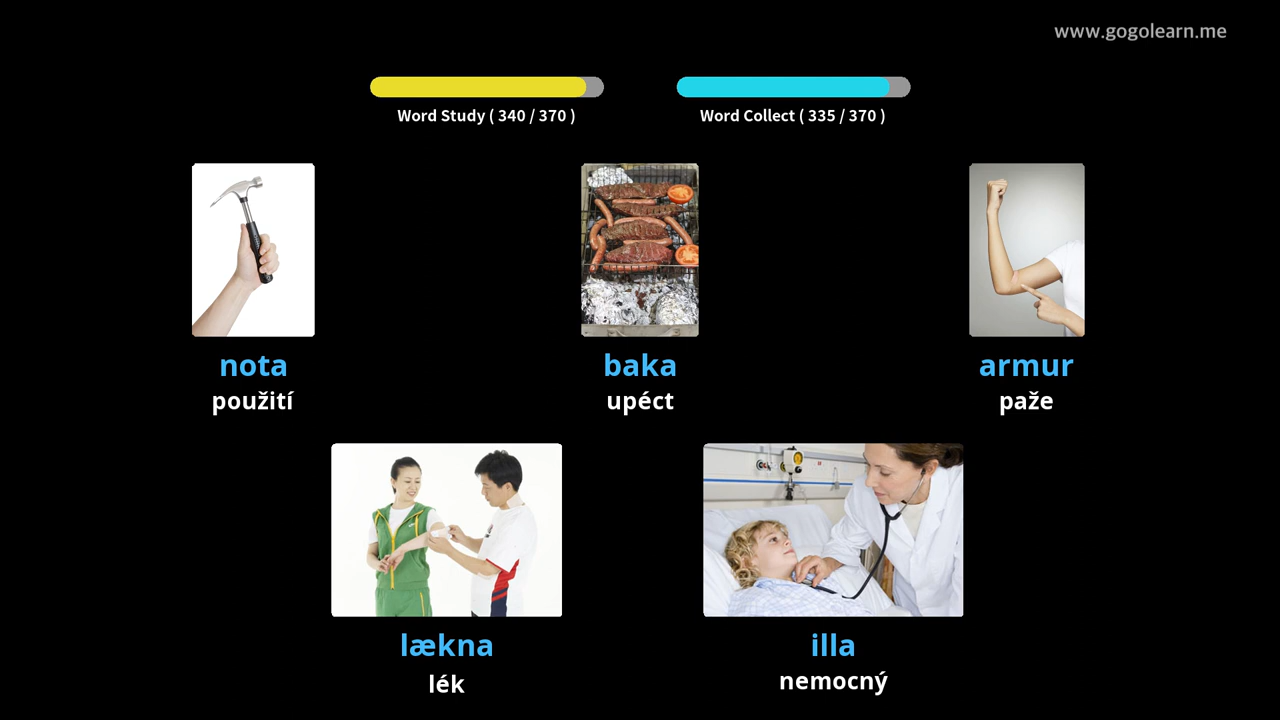 www.gogolearn.me
Word Study ( 340 / 370 )
Word Collect ( 335 / 370 )
nota
použití
baka
upéct
armur
paže
lækna
lék
illa
nemocný